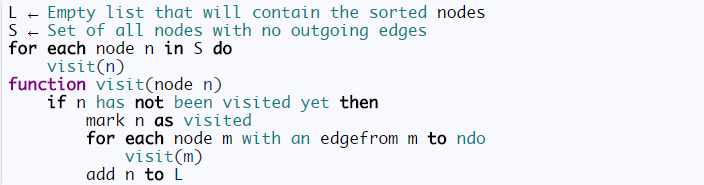 L ← Empty list that will contain the sorted nodes
S ← Set of all nodes with no outgoing edges
for each node n in S do
    visit(n)
function visit(node n)
    if n has not been visited yet then
        mark n as visited
        for each node m with an edgefrom m to ndo
            visit(m)
        add n to L